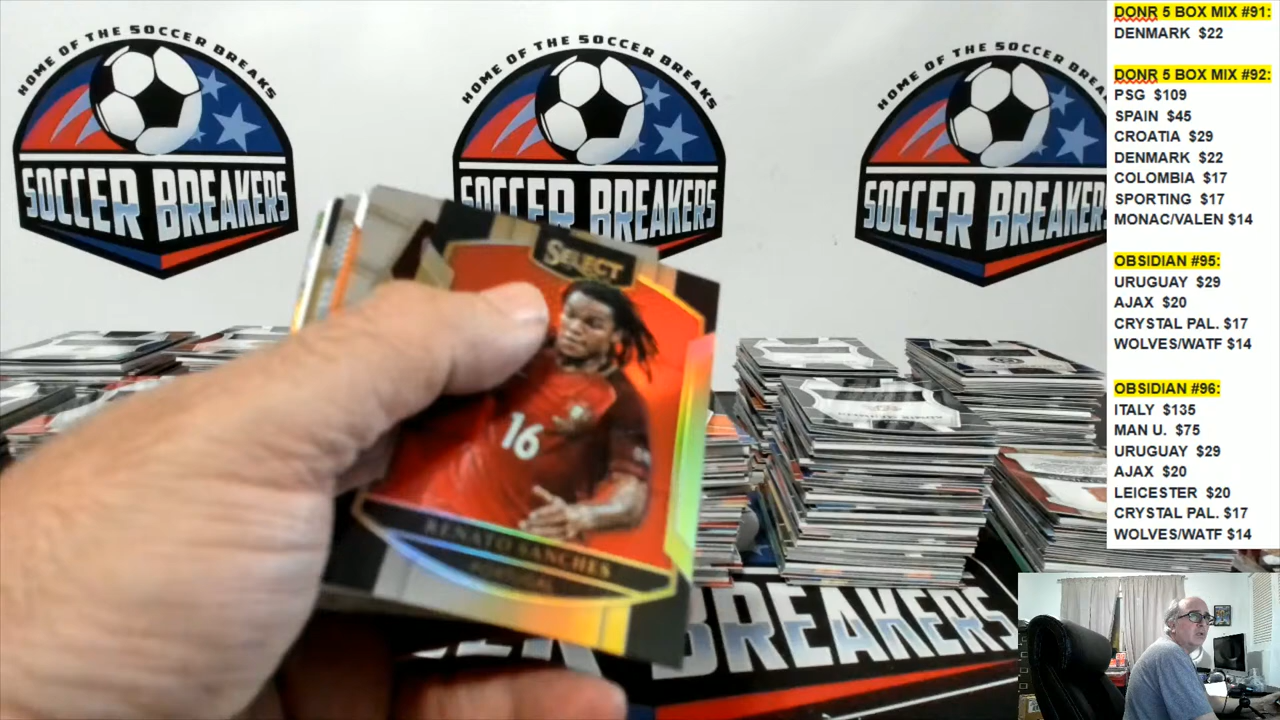 HOME OF THE SOCCER BREAKS
SOCCER BREAKERS
HOME OF THE SOCCER BREAKS
SOCCER BREAKERS
HOME OF THE SOCCER BREAKS
SOCCER BREAKERS
SELECT
16
RENATO SANCHES
BREAKERS
DONR 5 BOX MIX #91:
DENMARK $22
DONR 5 BOX MIX #92:
PSG $109
SPAIN $45
CROATIA $29
DENMARK $22
COLOMBIA $17
SPORTING $17
MONAC/VALEN $14
OBSIDIAN #95:
URUGUAY $29
AJAX $20
CRYSTAL PAL. $17
WOLVES/WATF $14
OBSIDIAN #96:
ITALY $135
MAN U. $75
URUGUAY $29
AJAX $20
LEICESTER $20
CRYSTAL PAL. $17
WOLVES/WATF $14